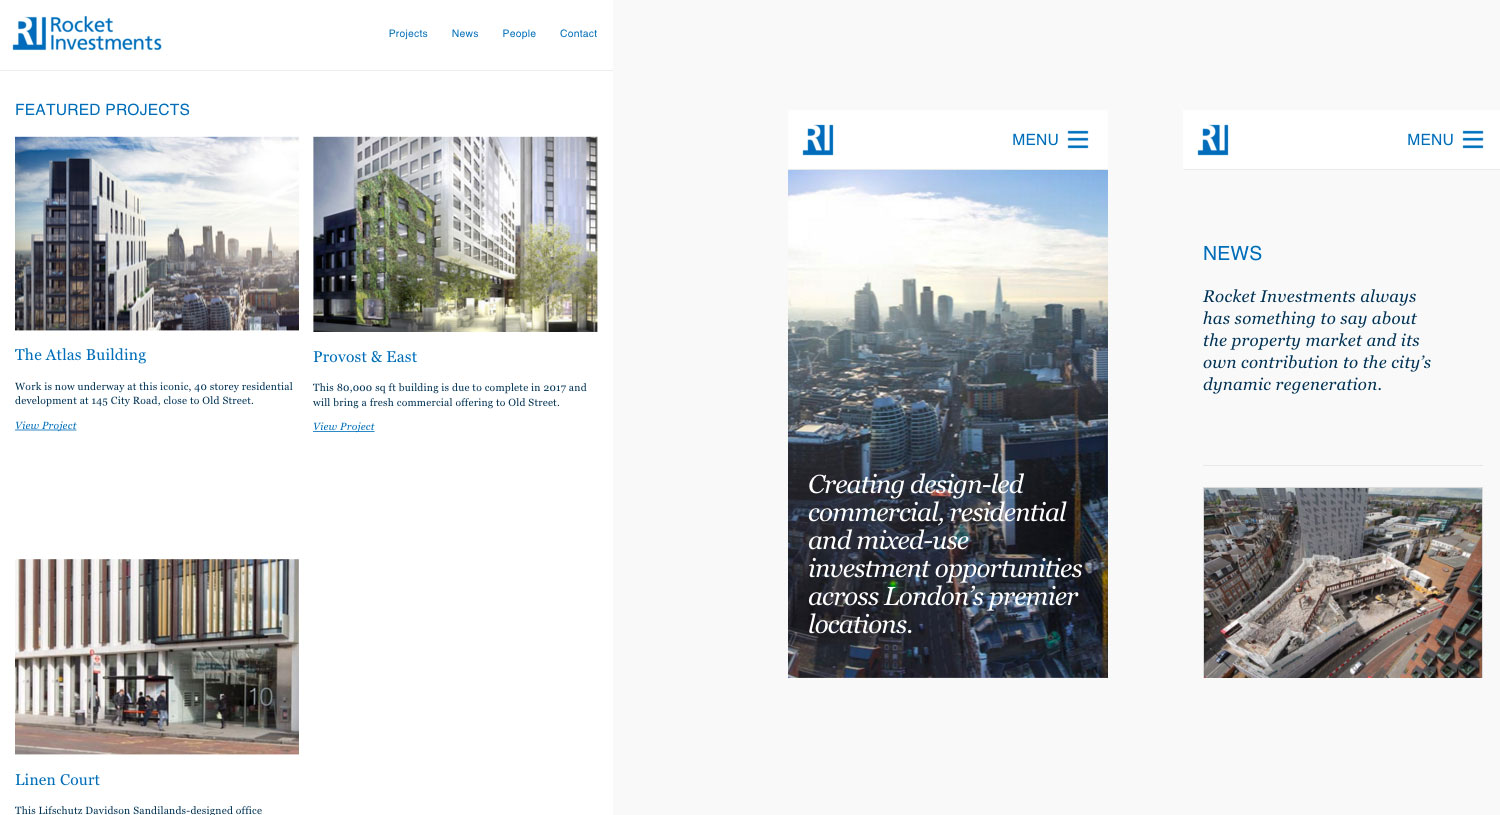 Rocket
Investments
Projects
News
People
Contact
FEATURED PROJECTS
The Atlas Building
Work is now underway at this iconic, 40 storey residential
development at 145 City Road, close to Old Street.
View Project
Provost & East
This 80,000 sq ft building is due to complete in 2017 and
will bring a fresh commercial offering to Old Street.
View Project
10
Linen Court
This Lifschutz Davidson Sandilands-designed office
MENU
Creating design-led
commercial, residential
and mixed-use
investment opportunities
across London’s premier
locations.
MENU
NEWS
Rocket Investments always
has something to say about
the property market and its
own contribution to the city’s
dynamic regeneration.